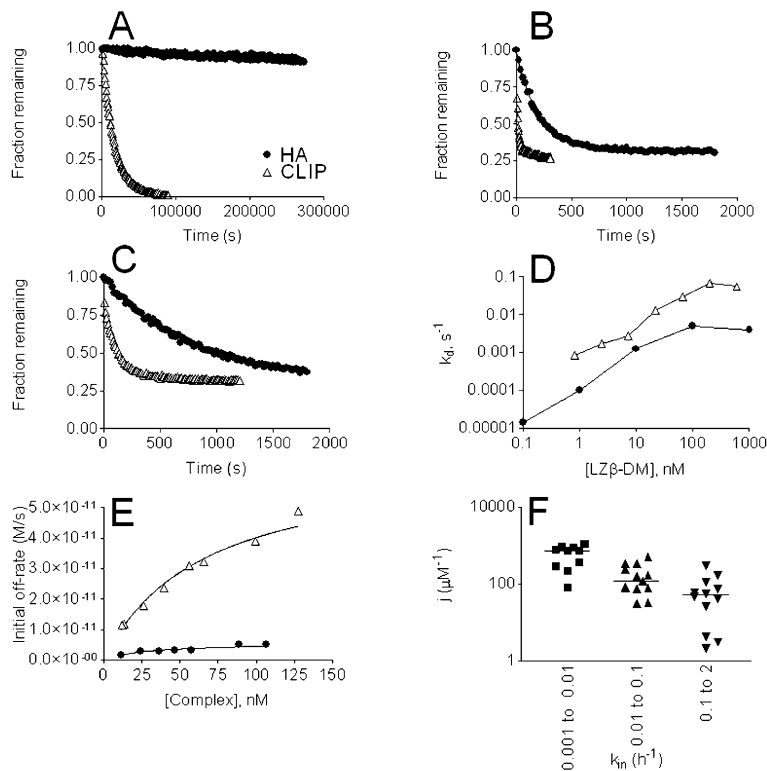 A
1.00
0.75
0.50
0.25
0.00
Fraction remaining
HA
CLIP
0
100000
200000
300000
Time (s)
B
1.00
0.75
0.50
0.25
0.00
Fraction remaining
0
500
1000
1500
2000
Time (s)
C
1.00
0.75
0.50
0.25
0.00
Fraction remaining
0
500
1000
1500
2000
Time (s)
D
0.1
0.01
0.001
0.0001
0.00001
kd, s-1
0.1
1
10
100
1000
[LZβ-DM], nM
E
5.0×10-11
4.0×10-11
3.0×10-11
2.0×10-11
1.0×10-11
0.0×10-00
Initial off-rate (M/s)
0
25
50
75
100
125
150
[Complex], nM
F
10000
100
1
j (µM-1)
0.001 to 0.01
0.01 to 0.1
0.1 to 2
kin (h-1)